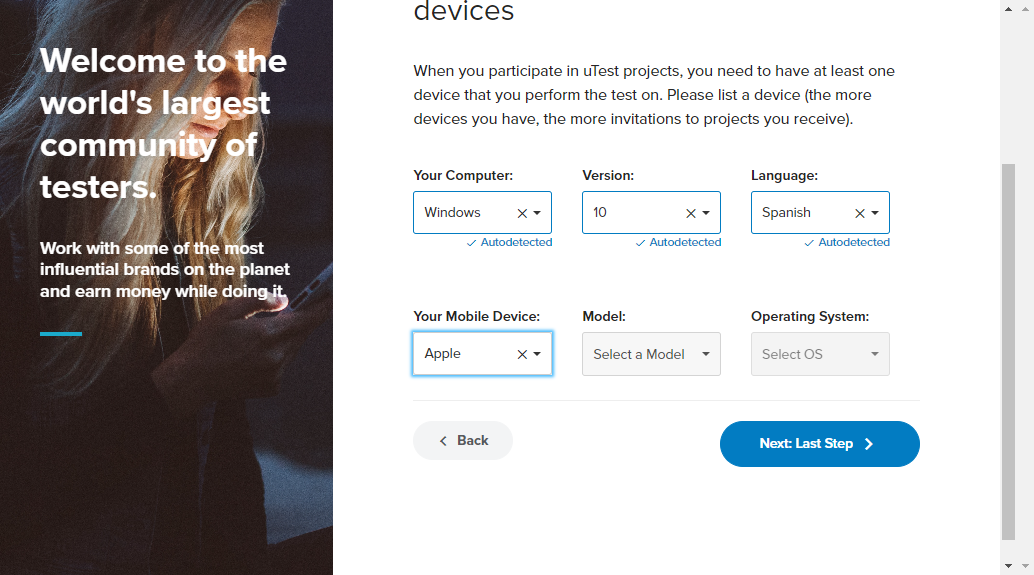 Welcome to the
world's largest
community of
testers.
Work with some of the most
influential brands on the planet
and earn money while doing it.
devices
When you participate in uTest projects, you need to have at least one
device that you perform the test on. Please list a device (the more
devices you have, the more invitations to projects you receive).
Your Computer: Version: Language:
Windows 10 Spanish
Autodetected Autodetected Autodetected
Your Mobile Device: Model: Operating System:
Apple Select a Model Select OS
Back Next: Last Step